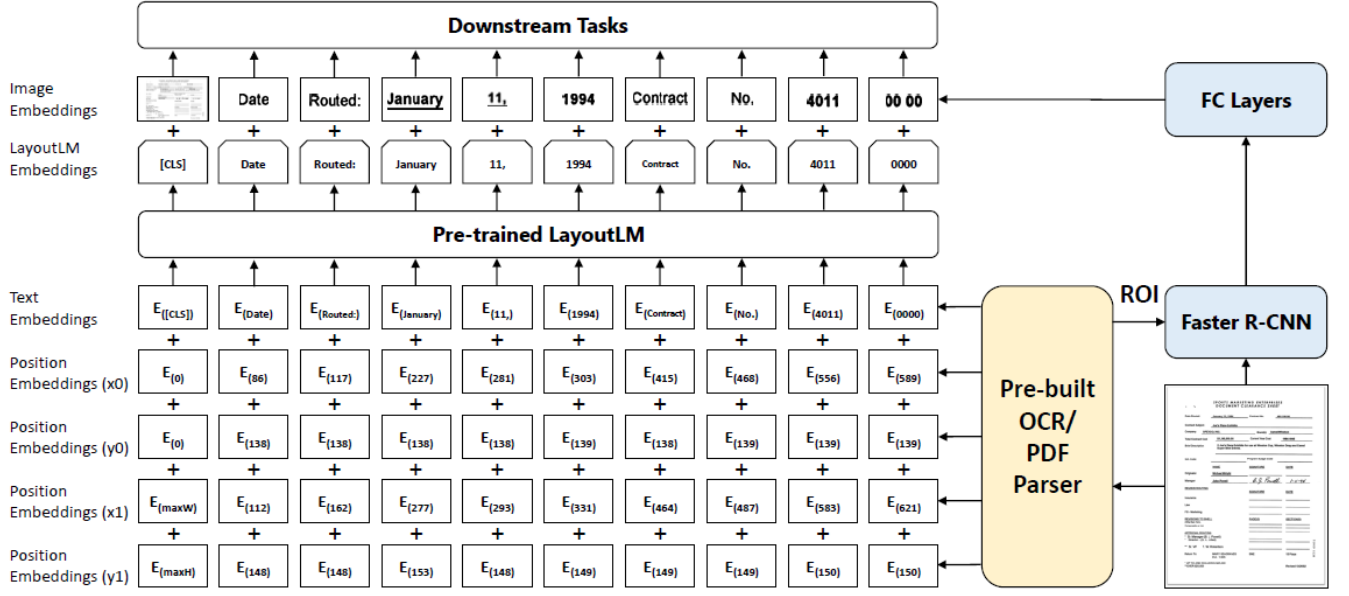 Downstream Tasks
Image Embeddings
Date Routed: January 11, 1994 Contract No. 4011 00 00
FC Layers
+ + + + + + + + + +
LayoutLM Embeddings
[CLS] Date Routed: January 11, 1994 Contract No. 4011 0000
Pre-trained LayoutLM
Text Embeddings
E([CLS]) E(Date) E(Routed:) E(January) E(11,) E(1994) E(Contract) E(No.) E(4011) E(0000)
ROI
Faster R-CNN
+ + + + + + + + + +
Position Embeddings (x0)
E(0) E(86) E(117) E(227) E(281) E(303) E(415) E(468) E(556) E(589)
+ + + + + + + + + +
Position Embeddings (y0)
E(0) E(138) E(138) E(138) E(138) E(139) E(138) E(139) E(139) E(139)
+ + + + + + + + + +
Position Embeddings (x1)
E(maxW) E(112) E(162) E(277) E(293) E(331) E(464) E(487) E(583) E(621)
+ + + + + + + + + +
Position Embeddings (y1)
E(maxH) E(148) E(148) E(153) E(148) E(149) E(149) E(149) E(150) E(150)
Pre-built
OCR/
PDF
Parser
DOCUMENT CLEARANCE SHEET